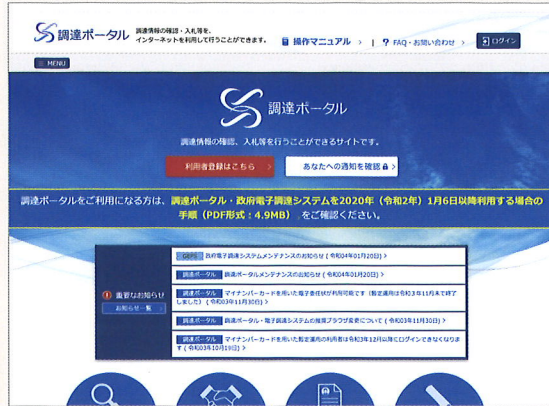 調達ポータル
調達情報の確認・入札等を、
インターネットを利用して行うことができます。
操作マニュアル >
| ? FAQ・お問い合わせ >
ログイン
MENU
調達ポータル
調達情報の確認、入札等を行うことができるサイトです。
利用者登録はこちら >
あなたへの通知を確認 >
調達ポータルをご利用になる方は、調達ポータル・政府電子調達システムを2020年（令和2年）1月6日以降利用する場合の
手順（PDF形式：4.9MB） をご確認ください。
重要なお知らせ
お知らせ一覧 >
GEPS 政府電子調達システムメンテナンスのお知らせ ( 令和04年01月20日) >
調達ポータル 調達ポータルメンテナンスのお知らせ ( 令和04年01月20日) >
調達ポータル マイナンバーカードを用いた電子委任状が利用可能です（暫定運用は令和3年11月末で終了
しました）( 令和03年11月30日) >
調達ポータル 調達ポータル・電子調達システムの推奨ブラウザ変更について ( 令和03年11月30日) >
調達ポータル マイナンバーカードを用いた暫定運用の利用者は令和3年12月以降にログインできなくなりま
す ( 令和03年10月19日) >